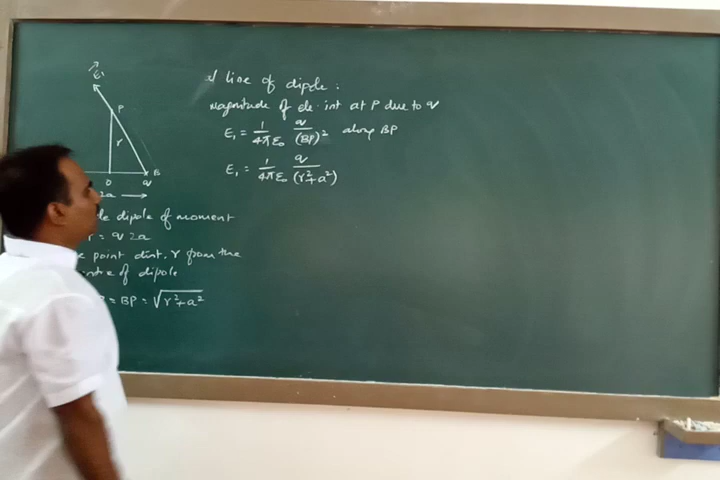 E₁
P
r
O
q
B
2a →
dipole of moment
= q 2a
point dist. r from the
of dipole
= BP = √r²+a²
line of dipole :
Magnitude of ele. int at P due to q
E₁ = 1/4πε₀ q/(BP)² along BP
E₁ = 1/4πε₀ q/(r²+a²)